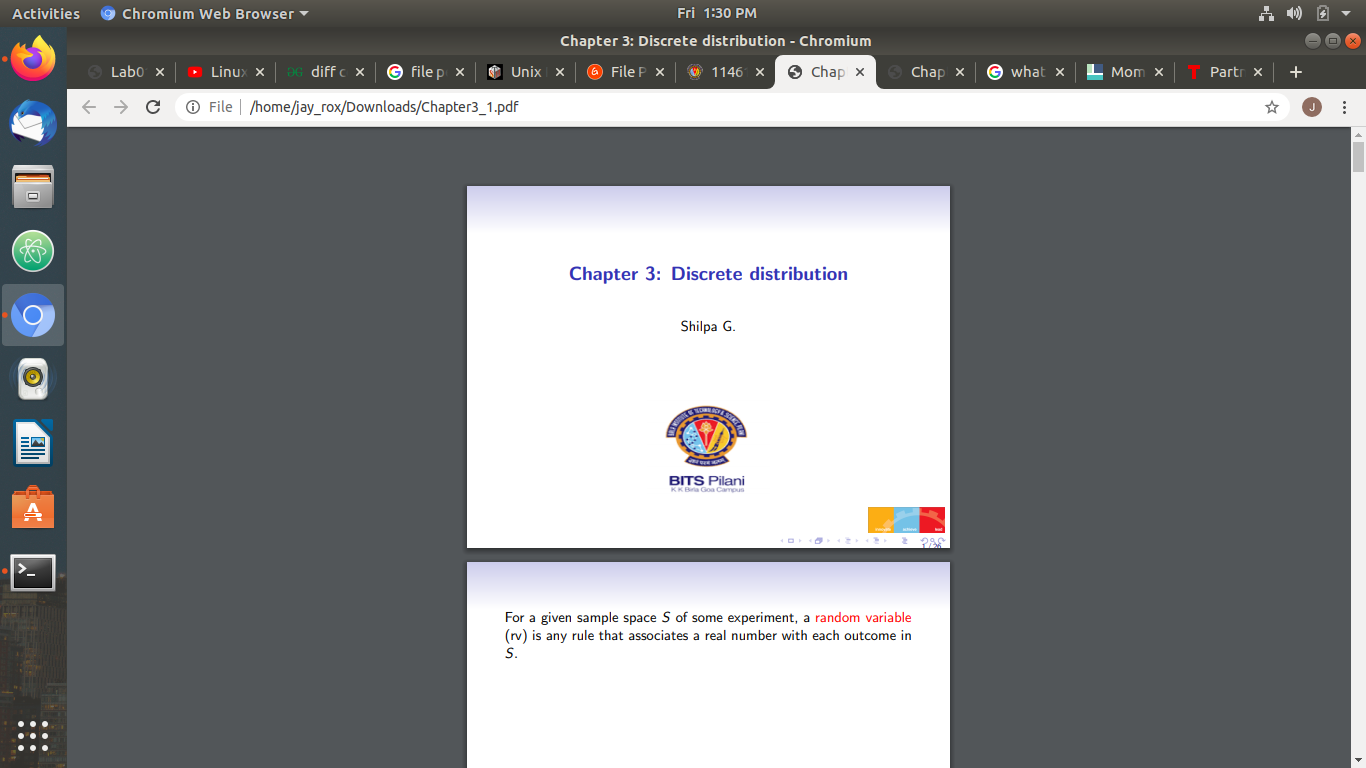 Activities
Chromium Web Browser
Fri 1:30 PM
Chapter 3: Discrete distribution - Chromium
Lab0
Linux
diff c
file p
Unix
File P
1146
Chap
Chap
what
Mom
Partn
File
/home/jay_rox/Downloads/Chapter3_1.pdf
J
Chapter 3: Discrete distribution
Shilpa G.
BITS Pilani
K K Birla Goa Campus
1 / 26
For a given sample space S of some experiment, a random variable
(rv) is any rule that associates a real number with each outcome in
S.